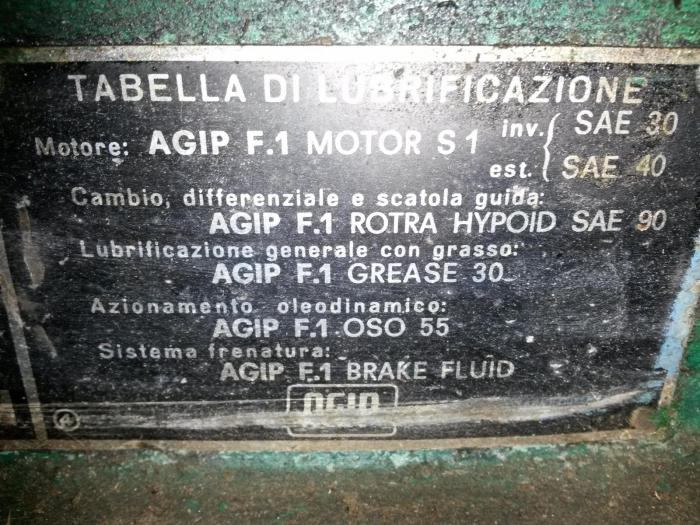 TABELLA DI LUBRIFICAZIONE
Motore: AGIP F.1 MOTOR S1 inv. { SAE 30
est. { SAE 40
Cambio, differenziale e scatola guida:
AGIP F.1 ROTRA HYPOID SAE 90
Lubrificazione generale con grasso:
AGIP F.1 GREASE 30
Azionamento oleodinamico:
AGIP F.1 OSO 55
Sistema frenatura:
AGIP F.1 BRAKE FLUID
AGIP